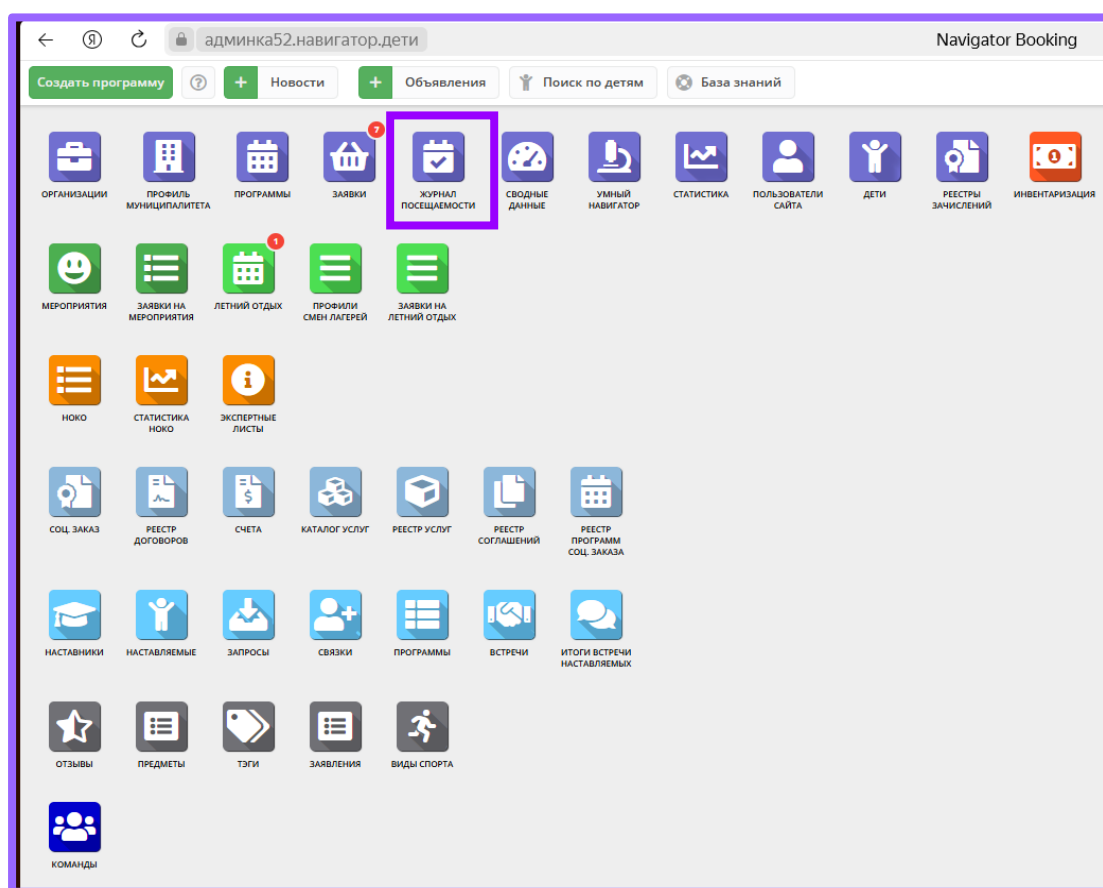 админка52.навигатор.дети
Navigator Booking
Создать программу
?
+ Новости
+ Объявления
Поиск по детям
База знаний
ОРГАНИЗАЦИИ
ПРОФИЛЬ
МУНИЦИПАЛИТЕТА
ПРОГРАММЫ
7
ЗАЯВКИ
ЖУРНАЛ
ПОСЕЩАЕМОСТИ
СВОДНЫЕ
ДАННЫЕ
УМНЫЙ
НАВИГАТОР
СТАТИСТИКА
ПОЛЬЗОВАТЕЛИ
САЙТА
ДЕТИ
РЕЕСТРЫ
ЗАЧИСЛЕНИЙ
ИНВЕНТАРИЗАЦИЯ
МЕРОПРИЯТИЯ
ЗАЯВКИ НА
МЕРОПРИЯТИЯ
1
ЛЕТНИЙ ОТДЫХ
ПРОФИЛИ
СМЕН ЛАГЕРЕЙ
ЗАЯВКИ НА
ЛЕТНИЙ ОТДЫХ
НОКО
СТАТИСТИКА
НОКО
ЭКСПЕРТНЫЕ
ЛИСТЫ
СОЦ. ЗАКАЗ
РЕЕСТР
ДОГОВОРОВ
СЧЕТА
КАТАЛОГ УСЛУГ
РЕЕСТР УСЛУГ
РЕЕСТР
СОГЛАШЕНИЙ
РЕЕСТР
ПРОГРАММ
СОЦ. ЗАКАЗА
НАСТАВНИКИ
НАСТАВЛЯЕМЫЕ
ЗАПРОСЫ
СВЯЗКИ
ПРОГРАММЫ
ВСТРЕЧИ
ИТОГИ ВСТРЕЧИ
НАСТАВЛЯЕМЫХ
ОТЗЫВЫ
ПРЕДМЕТЫ
ТЭГИ
ЗАЯВЛЕНИЯ
ВИДЫ СПОРТА
КОМАНДЫ